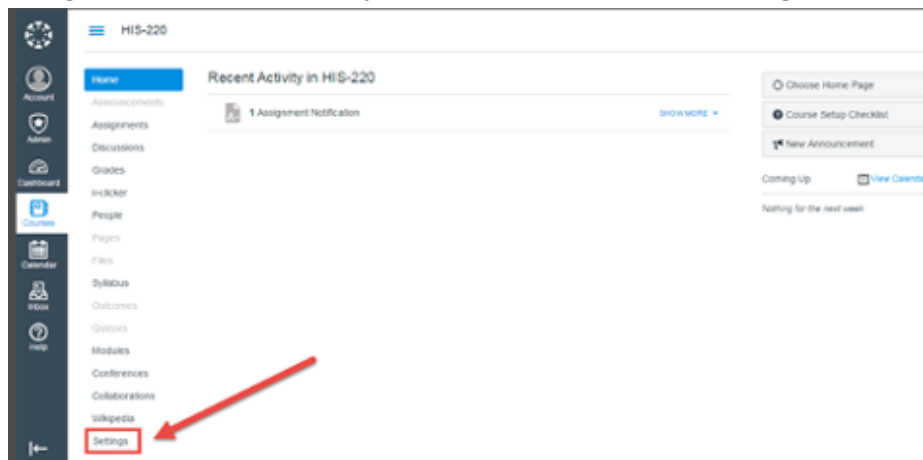 HIS-220
Account
Admin
Dashboard
Courses
Calendar
Inbox
Help
Home
Announcements
Assignments
Discussions
Grades
i>clicker
People
Pages
Files
Syllabus
Outcomes
Quizzes
Modules
Conferences
Collaborations
Wikipedia
Settings
Recent Activity in HIS-220
1 Assignment Notification SHOW MORE
Choose Home Page
Course Setup Checklist
New Announcement
Coming Up View Calenda
Nothing for the next week